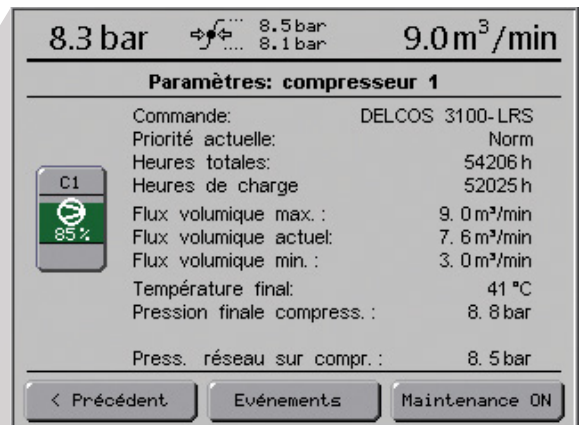 8.3 bar 8.5 bar 9.0 m³/min
8.1 bar
Paramètres: compresseur 1
Commande: DELCOS 3100-LRS
Priorité actuelle: Norm
Heures totales: 54206 h
Heures de charge 52025 h
C1
85%
Flux volumique max. : 9. 0 m³/min
Flux volumique actuel: 7. 6 m³/min
Flux volumique min. : 3. 0 m³/min
Température final: 41 °C
Pression finale compress. : 8. 8 bar
Press. réseau sur compr. : 8. 5 bar
< Précédent Evénements Maintenance ON